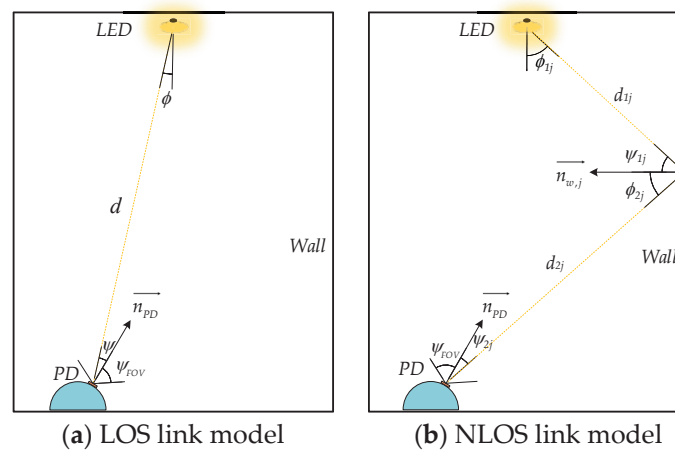 LED
ϕ
d
Wall
n_PD
ψ
ψ_FOV
PD
(a) LOS link model
LED
ϕ_1j
d_1j
ψ_1j
n_w,j
ϕ_2j
Wall
d_2j
n_PD
ψ_FOV
ψ_2j
PD
(b) NLOS link model